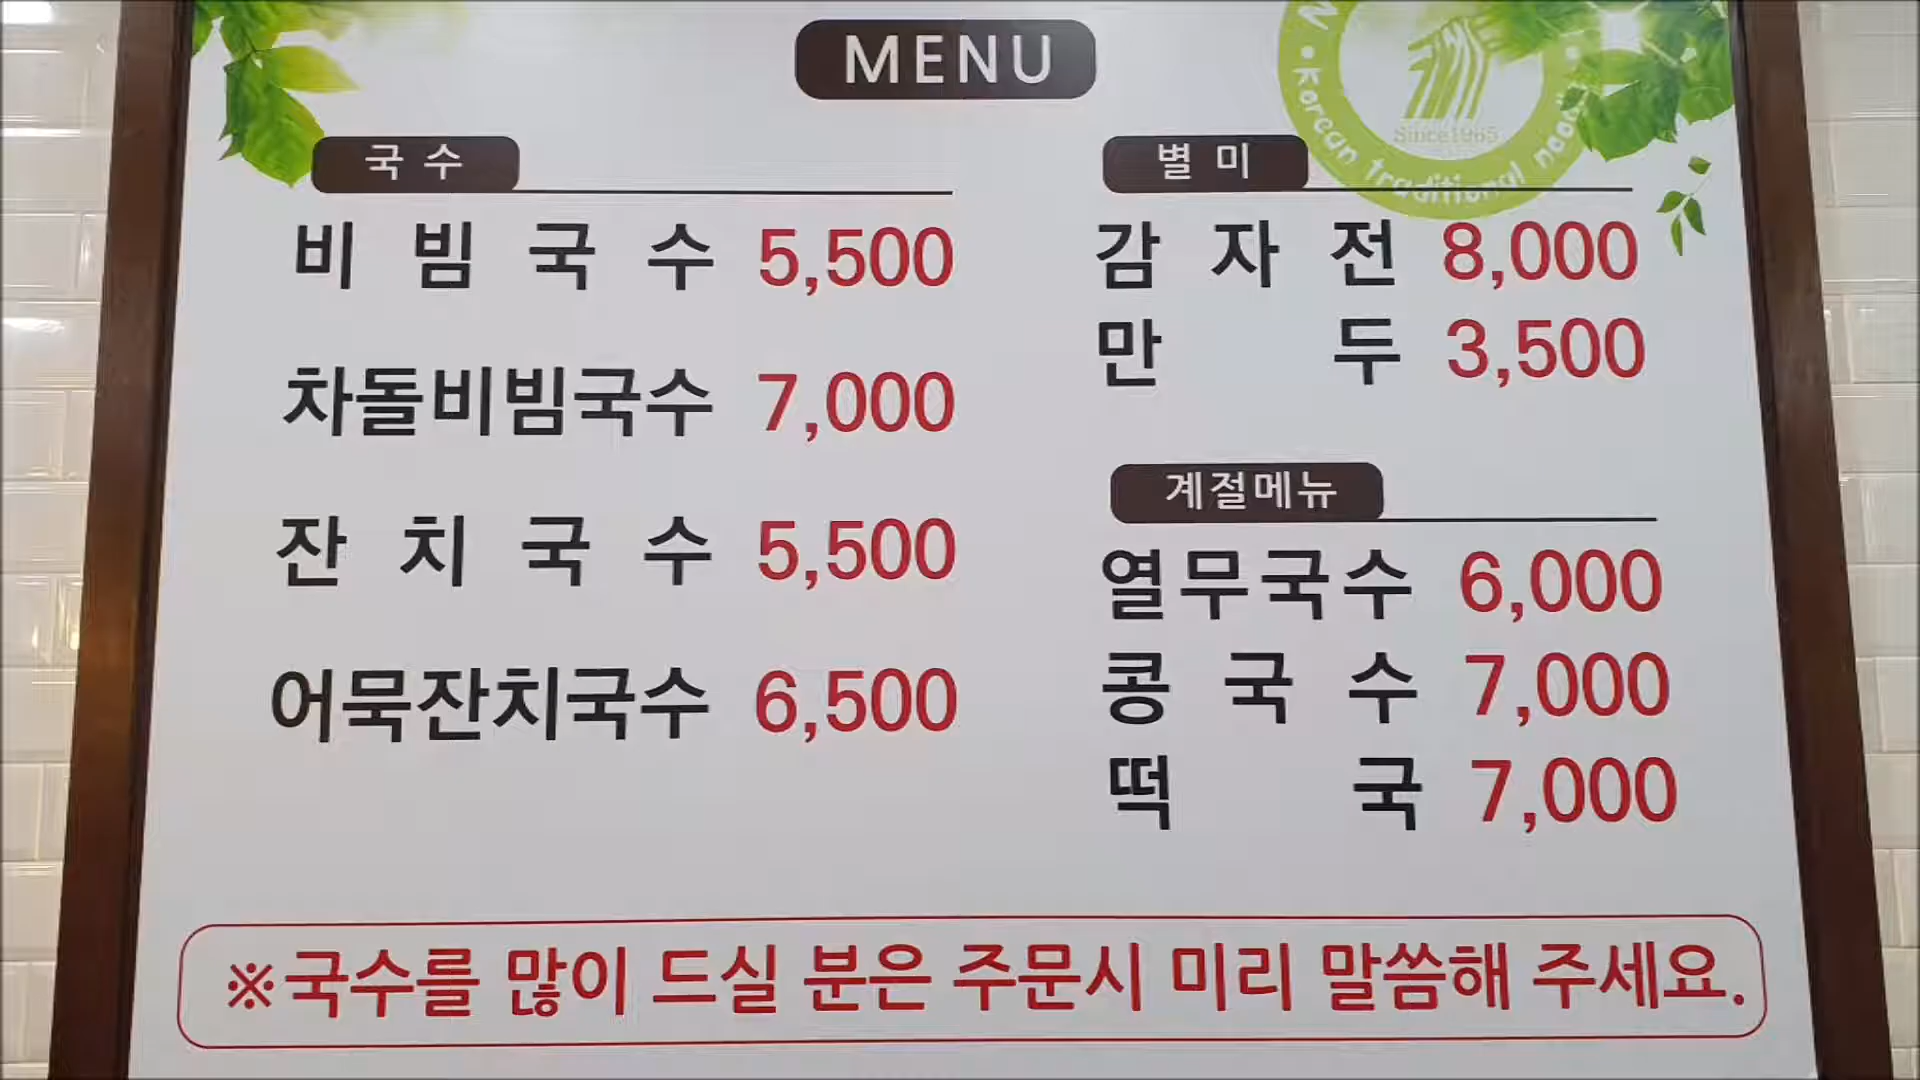 MENU
국수
비빔국수 5,500
차돌비빔국수 7,000
잔치국수 5,500
어묵잔치국수 6,500
Since1965
Korean traditional
별미
감자전 8,000
만두 3,500
계절메뉴
열무국수 6,000
콩국수 7,000
떡국 7,000
※국수를 많이 드실 분은 주문시 미리 말씀해 주세요.